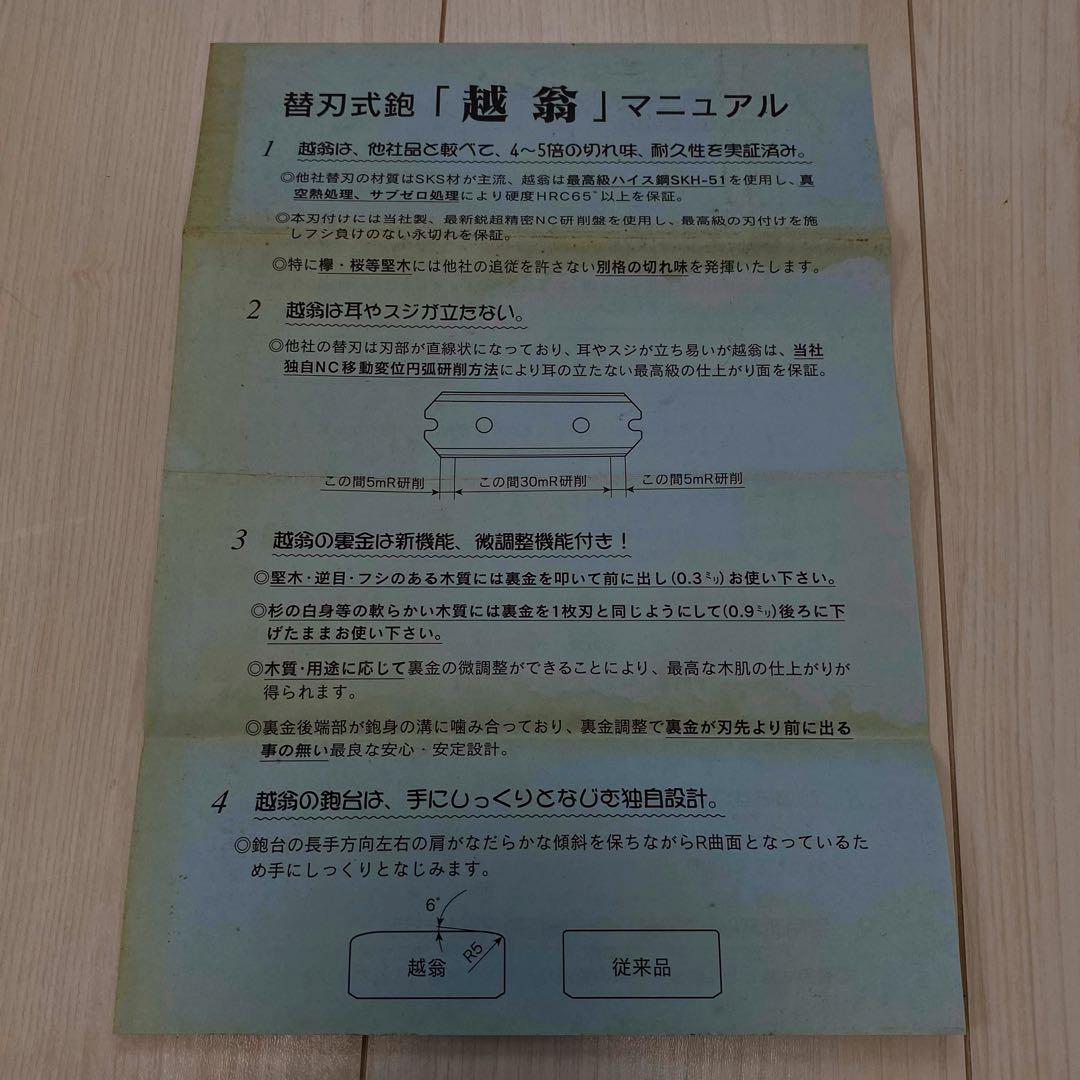 替刃式鉋「越翁」マニュアル
1 越翁は、他社品と較べて、4〜5倍の切れ味、耐久性を実証済み。
◎他社替刃の材質はSKS材が主流、越翁は最高級ハイス鋼SKH-51を使用し、真
空熱処理、サブゼロ処理により硬度HRC65°以上を保証。
◎本刃付けには当社製、最新鋭超精密NC研削盤を使用し、最高級の刃付けを施
しフシ負けのない永切れを保証。
◎特に欅・桜等堅木には他社の追従を許さない別格の切れ味を発揮いたします。
2 越翁は耳やスジが立たない。
◎他社の替刃は刃部が直線状になっており、耳やスジが立ち易いが越翁は、当社
独自NC移動変位円弧研削方法により耳の立たない最高級の仕上がり面を保証。
この間5mR研削 この間30mR研削 この間5mR研削
3 越翁の裏金は新機能、微調整機能付き!
◎堅木・逆目・フシのある木質には裏金を叩いて前に出し(0.3㍉)お使い下さい。
◎杉の白身等の軟らかい木質には裏金を1枚刃と同じようにして(0.9㍉)後ろに下
げたままお使い下さい。
◎木質・用途に応じて裏金の微調整ができることにより、最高な木肌の仕上がりが
得られます。
◎裏金後端部が鉋身の溝に噛み合っており、裏金調整で裏金が刃先より前に出る
事の無い最良な安心・安定設計。
4 越翁の鉋台は、手にしっくりとなじむ独自設計。
◎鉋台の長手方向左右の肩がなだらかな傾斜を保ちながらR曲面となっているた
め手にしっくりとなじみます。
6°
R5
越翁 従来品